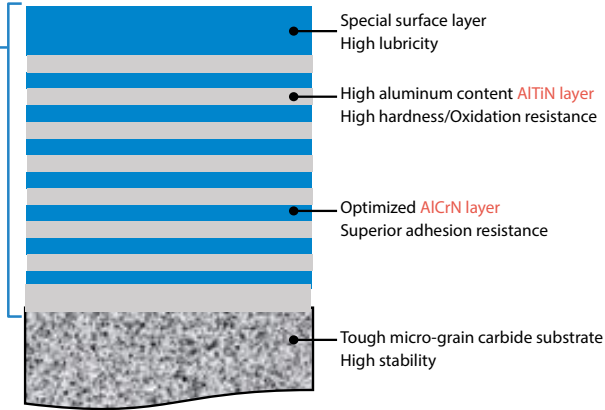 Special surface layer
High lubricity
High aluminum content AlTiN layer
High hardness/Oxidation resistance
Optimized AlCrN layer
Superior adhesion resistance
Tough micro-grain carbide substrate
High stability